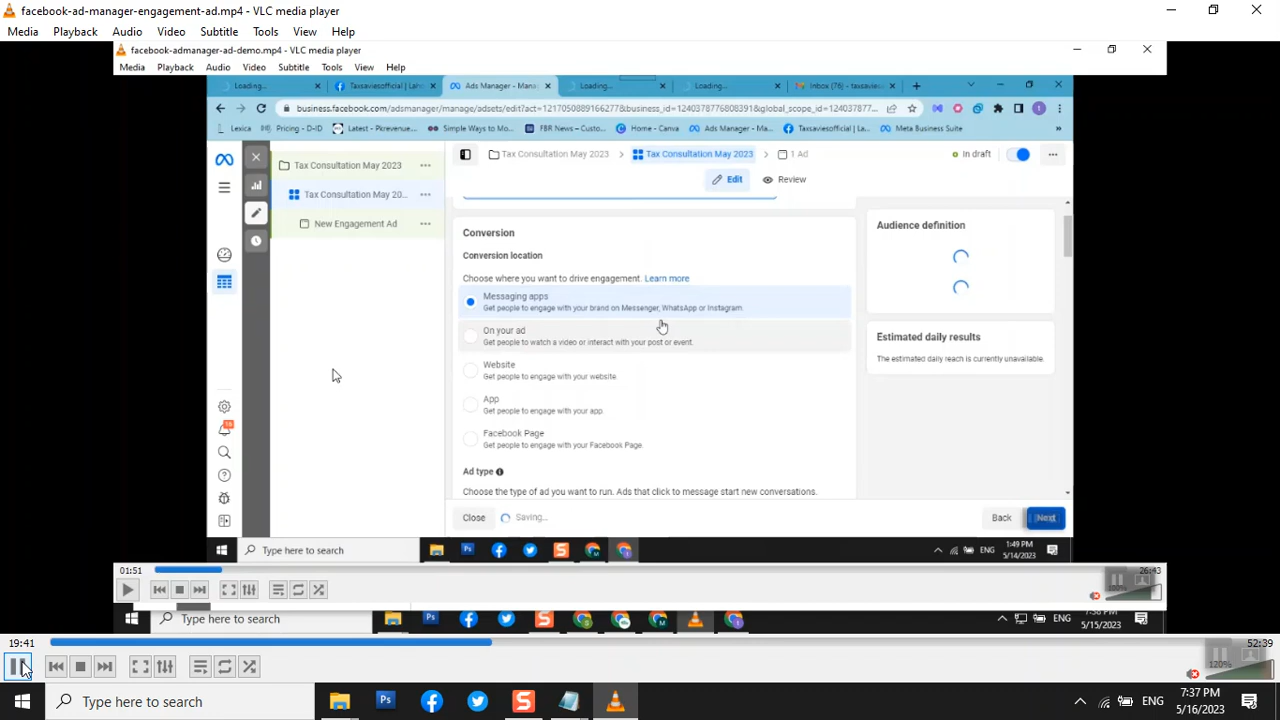 facebook-ad-manager-engagement-ad.mp4 - VLC media player
Media Playback Audio Video Subtitle Tools View Help
facebook-admanager-ad-demo.mp4 - VLC media player
Media Playback Audio Video Subtitle Tools View Help
Loading... Taxsaviesofficial | Laho Ads Manager - Mana Loading... Loading... Inbox (76) - taxsavies
business.facebook.com/adsmanager/manage/adsets/edit?act=1217050889166277&business_id=1240378776808391&global_scope_id=12403787...
Lexica Pricing - D-ID Latest - Pkrevenue... Simple Ways to Mo... FBR News – Custo... Home - Canva Ads Manager - Ma... Taxsaviesofficial | La... Meta Business Suite
Tax Consultation May 2023
Tax Consultation May 20...
New Engagement Ad
Tax Consultation May 2023 Tax Consultation May 2023 1 Ad In draft
Edit Review
Conversion
Conversion location
Choose where you want to drive engagement. Learn more
Messaging apps
Get people to engage with your brand on Messenger, WhatsApp or Instagram.
On your ad
Get people to watch a video or interact with your post or event.
Website
Get people to engage with your website.
App
Get people to engage with your app.
Facebook Page
Get people to engage with your Facebook Page.
Ad type
Choose the type of ad you want to run. Ads that click to message start new conversations.
Close Saving... Back Next
Audience definition
Estimated daily results
The estimated daily reach is currently unavailable.
Type here to search ENG 1:49 PM
5/14/2023
01:51 26:43
120%
Type here to search ENG 7:38 PM
5/15/2023
19:41 52:39
120%
Type here to search ENG 7:37 PM
5/16/2023